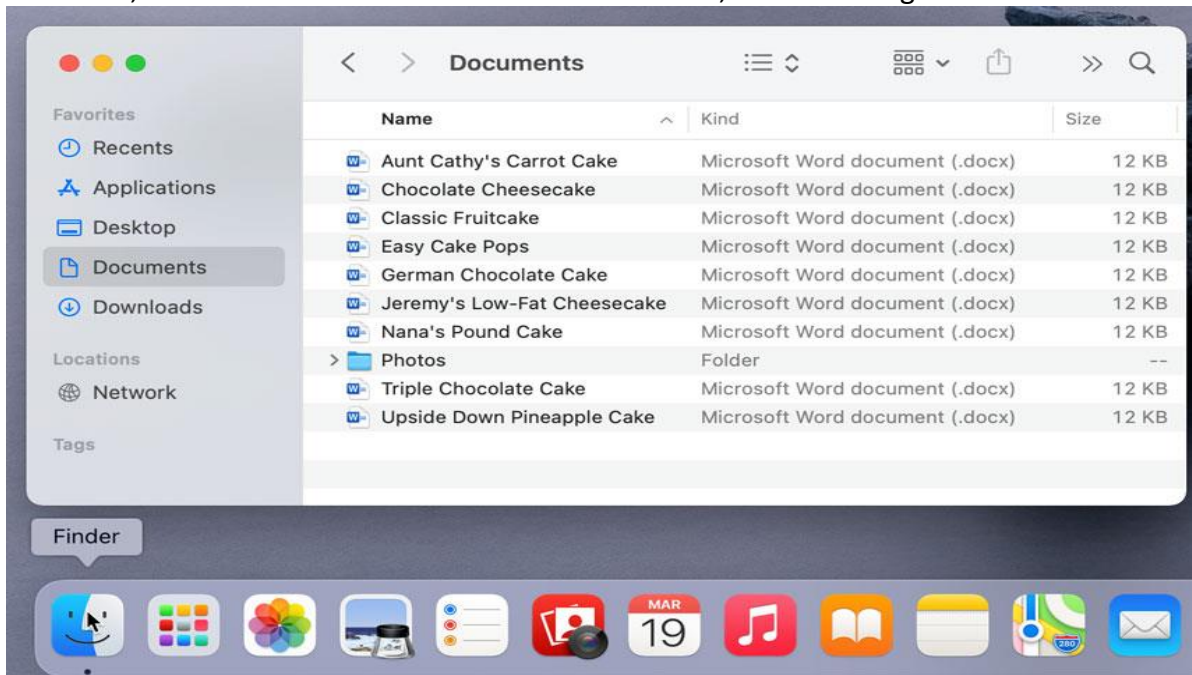 Documents
Favorites
Recents
Applications
Desktop
Documents
Downloads
Locations
Network
Tags
Name Kind Size
Aunt Cathy's Carrot Cake Microsoft Word document (.docx) 12 KB
Chocolate Cheesecake Microsoft Word document (.docx) 12 KB
Classic Fruitcake Microsoft Word document (.docx) 12 KB
Easy Cake Pops Microsoft Word document (.docx) 12 KB
German Chocolate Cake Microsoft Word document (.docx) 12 KB
Jeremy's Low-Fat Cheesecake Microsoft Word document (.docx) 12 KB
Nana's Pound Cake Microsoft Word document (.docx) 12 KB
Photos Folder --
Triple Chocolate Cake Microsoft Word document (.docx) 12 KB
Upside Down Pineapple Cake Microsoft Word document (.docx) 12 KB
Finder
MAR
19
280